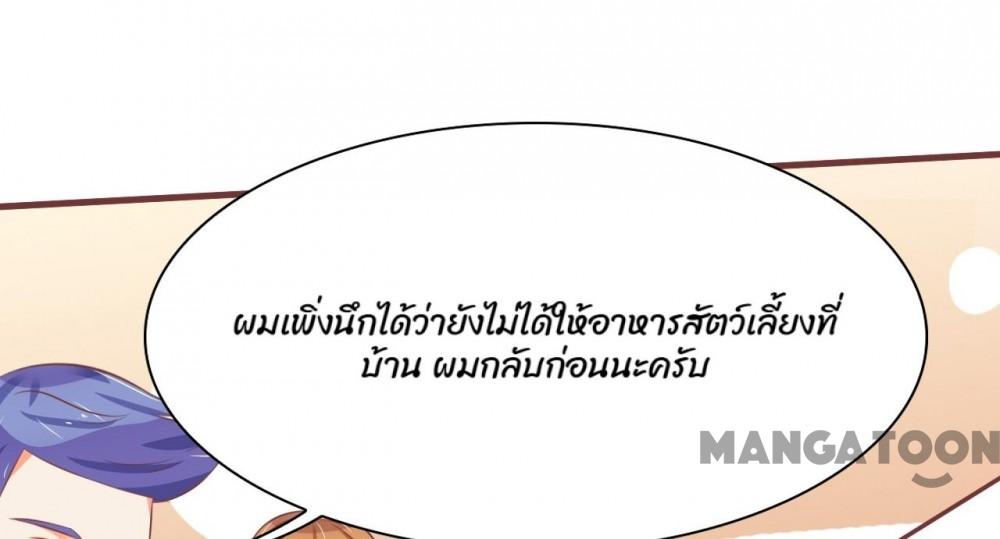 ผมเพิ่งนึกได้ว่ายังไม่ได้ให้อาหารสัตว์เลี้ยงที่
บ้าน ผมกลับก่อนนะครับ
MANGATOON